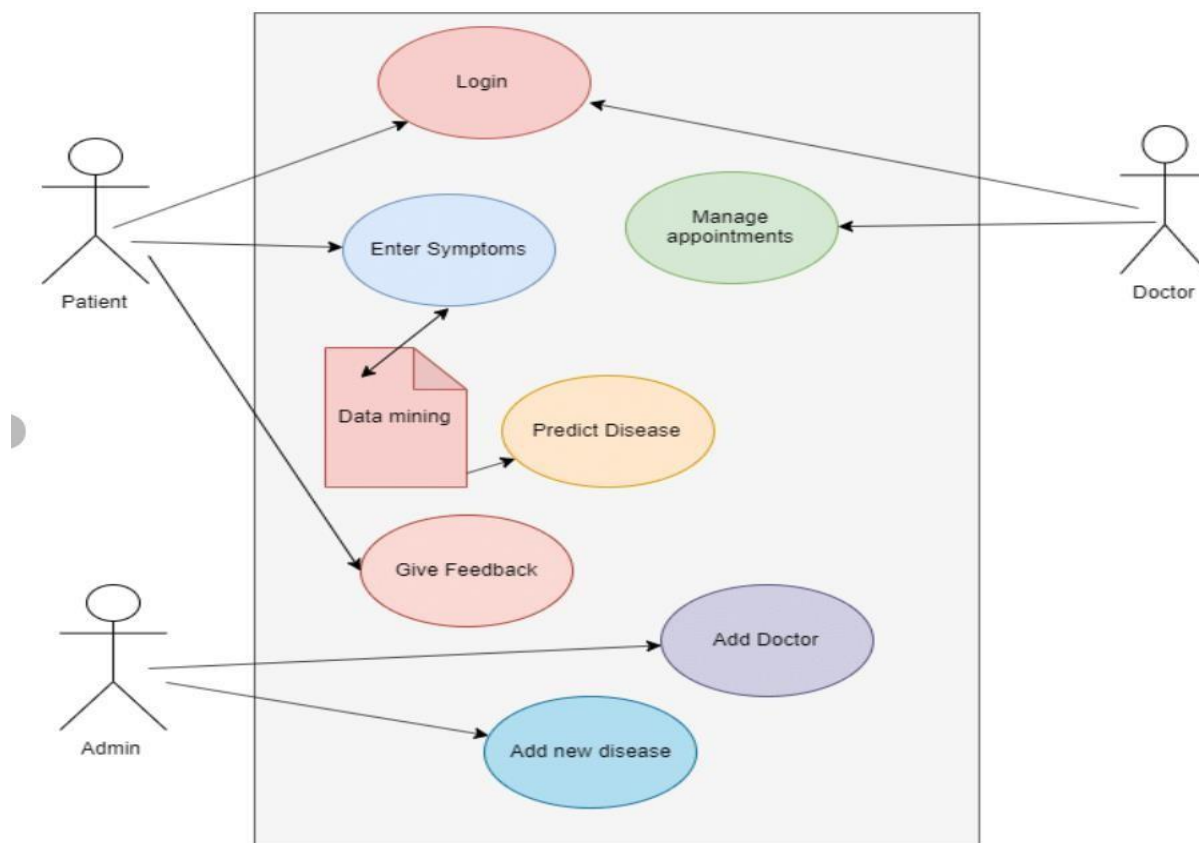 Login
Manage
appointments
Enter Symptoms
Patient
Doctor
Data mining
Predict Disease
Give Feedback
Add Doctor
Admin
Add new disease